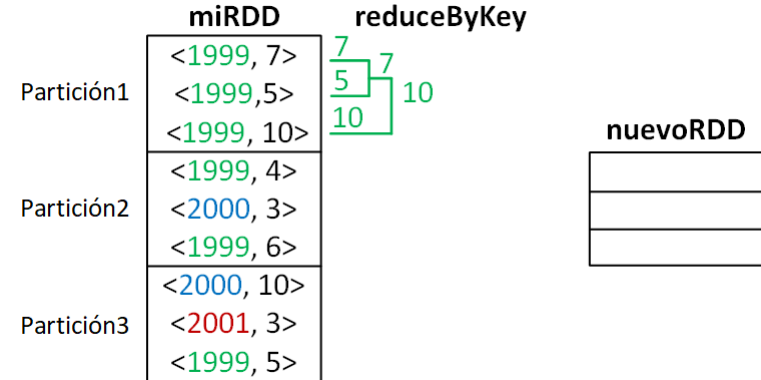 miRDD reduceByKey
Partición1
<1999, 7>
<1999,5>
<1999, 10>
7
5
10
7
10
nuevoRDD
Partición2
<1999, 4>
<2000, 3>
<1999, 6>
Partición3
<2000, 10>
<2001, 3>
<1999, 5>